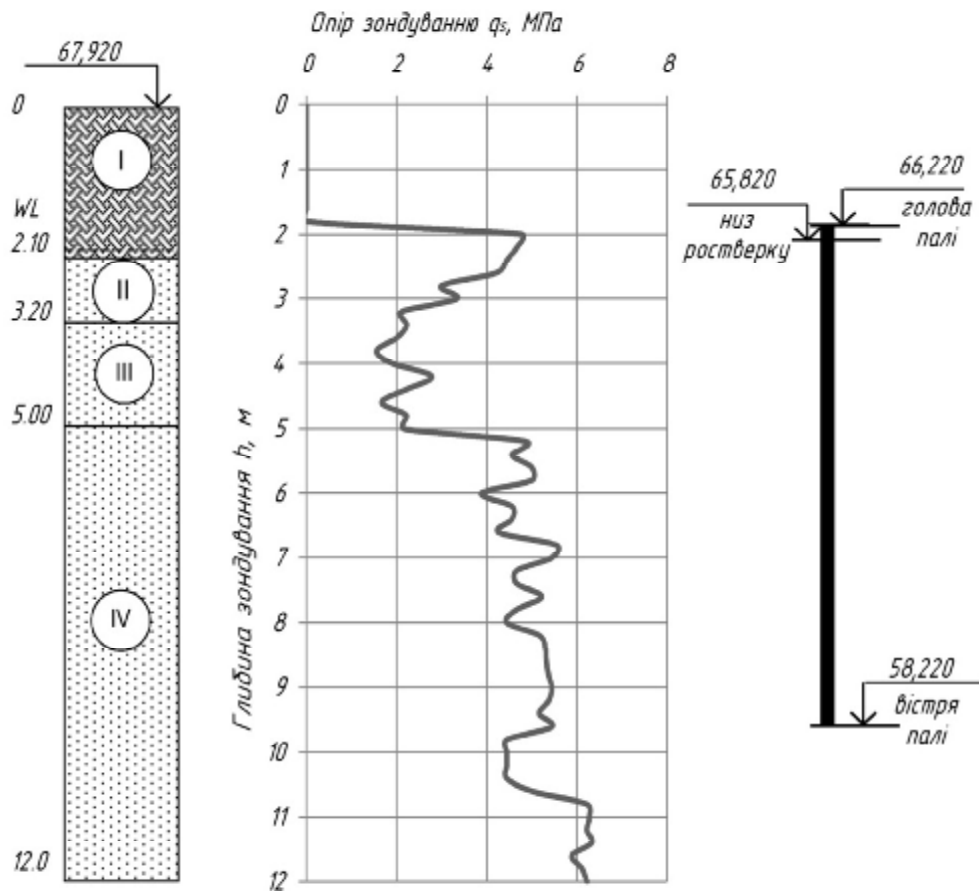 67,920
0
I
WL
2.10
II
3.20
III
5.00
IV
12.0
Опір зондуванню qs, МПа
0 2 4 6 8
0
1
2
3
4
5
6
7
8
9
10
11
12
Глибина зондування h, м
66,220
голова
палі
65,820
низ
ростверку
58,220
вістря
палі